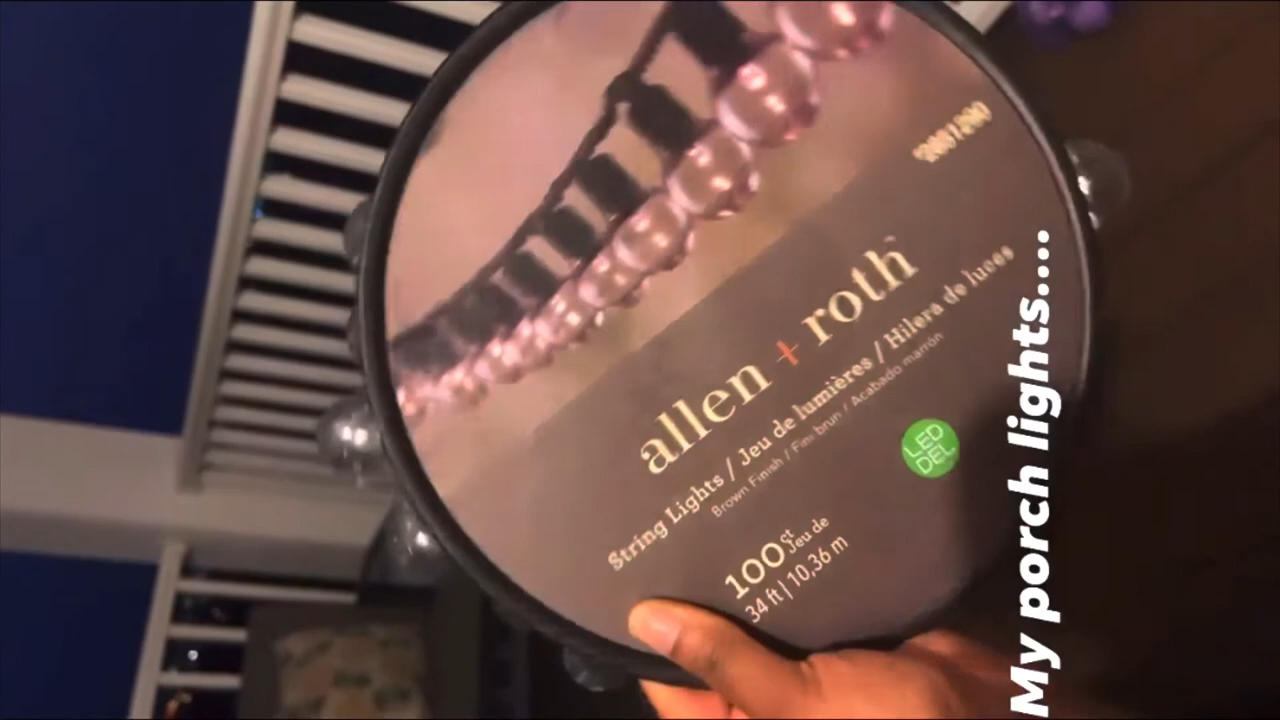 *2081200
allen + roth
String Lights / Jeu de lumières / Hilera de luces
Brown Finish / Fini brun / Acabado marrón
LED
DEL
100 ct
Jeu de
34 ft | 10,36 m
My porch lights....